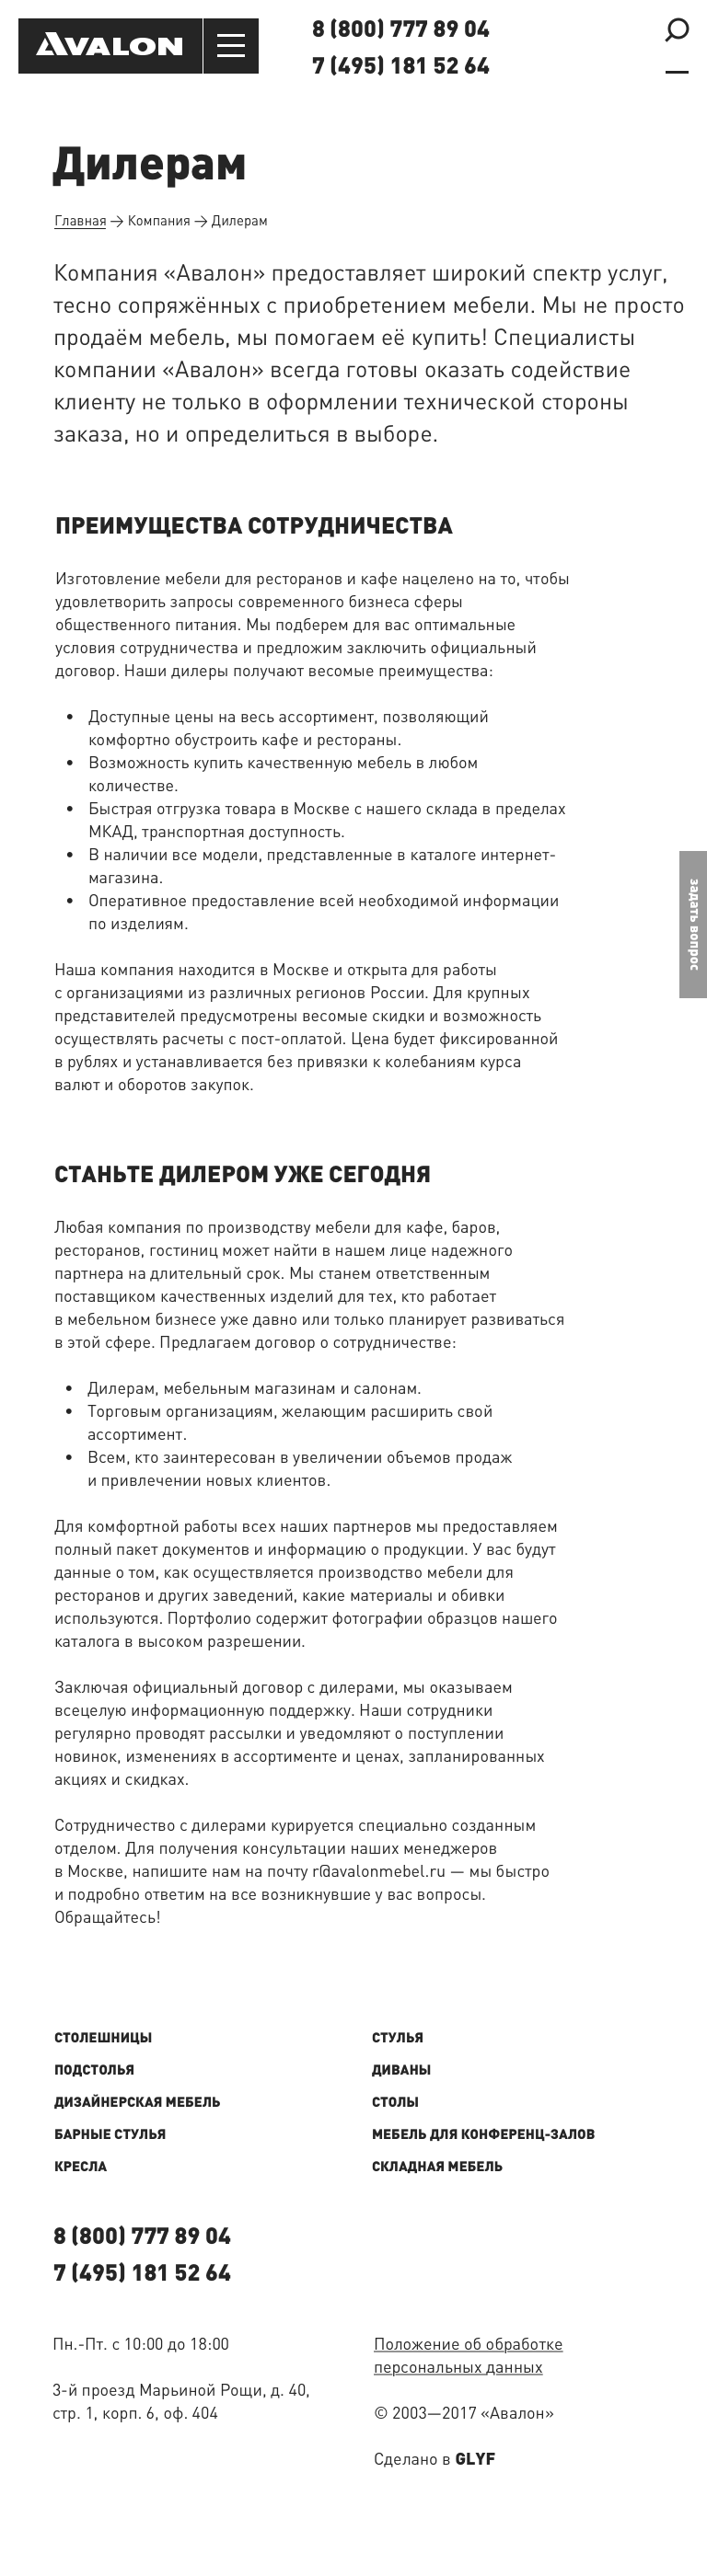 AVALON
8 (800) 777 89 04
7 (495) 181 52 64
Дилерам
Главная → Компания → Дилерам
Компания «Авалон» предоставляет широкий спектр услуг,
тесно сопряжённых с приобретением мебели. Мы не просто
продаём мебель, мы помогаем её купить! Специалисты
компании «Авалон» всегда готовы оказать содействие
клиенту не только в оформлении технической стороны
заказа, но и определиться в выборе.
ПРЕИМУЩЕСТВА СОТРУДНИЧЕСТВА
Изготовление мебели для ресторанов и кафе нацелено на то, чтобы
удовлетворить запросы современного бизнеса сферы
общественного питания. Мы подберем для вас оптимальные
условия сотрудничества и предложим заключить официальный
договор. Наши дилеры получают весомые преимущества:
• Доступные цены на весь ассортимент, позволяющий
комфортно обустроить кафе и рестораны.
• Возможность купить качественную мебель в любом
количестве.
• Быстрая отгрузка товара в Москве с нашего склада в пределах
МКАД, транспортная доступность.
• В наличии все модели, представленные в каталоге интернет-
магазина.
• Оперативное предоставление всей необходимой информации
по изделиям.
задать вопрос
Наша компания находится в Москве и открыта для работы
с организациями из различных регионов России. Для крупных
представителей предусмотрены весомые скидки и возможность
осуществлять расчеты с пост-оплатой. Цена будет фиксированной
в рублях и устанавливается без привязки к колебаниям курса
валют и оборотов закупок.
СТАНЬТЕ ДИЛЕРОМ УЖЕ СЕГОДНЯ
Любая компания по производству мебели для кафе, баров,
ресторанов, гостиниц может найти в нашем лице надежного
партнера на длительный срок. Мы станем ответственным
поставщиком качественных изделий для тех, кто работает
в мебельном бизнесе уже давно или только планирует развиваться
в этой сфере. Предлагаем договор о сотрудничестве:
• Дилерам, мебельным магазинам и салонам.
• Торговым организациям, желающим расширить свой
ассортимент.
• Всем, кто заинтересован в увеличении объемов продаж
и привлечении новых клиентов.
Для комфортной работы всех наших партнеров мы предоставляем
полный пакет документов и информацию о продукции. У вас будут
данные о том, как осуществляется производство мебели для
ресторанов и других заведений, какие материалы и обивки
используются. Портфолио содержит фотографии образцов нашего
каталога в высоком разрешении.
Заключая официальный договор с дилерами, мы оказываем
всецелую информационную поддержку. Наши сотрудники
регулярно проводят рассылки и уведомляют о поступлении
новинок, изменениях в ассортименте и ценах, запланированных
акциях и скидках.
Сотрудничество с дилерами курируется специально созданным
отделом. Для получения консультации наших менеджеров
в Москве, напишите нам на почту r@avalonmebel.ru — мы быстро
и подробно ответим на все возникнувшие у вас вопросы.
Обращайтесь!
СТОЛЕШНИЦЫ
ПОДСТОЛЬЯ
ДИЗАЙНЕРСКАЯ МЕБЕЛЬ
БАРНЫЕ СТУЛЬЯ
КРЕСЛА
СТУЛЬЯ
ДИВАНЫ
СТОЛЫ
МЕБЕЛЬ ДЛЯ КОНФЕРЕНЦ-ЗАЛОВ
СКЛАДНАЯ МЕБЕЛЬ
8 (800) 777 89 04
7 (495) 181 52 64
Пн.-Пт. с 10:00 до 18:00
3-й проезд Марьиной Рощи, д. 40,
стр. 1, корп. 6, оф. 404
Положение об обработке
персональных данных
© 2003—2017 «Авалон»
Сделано в GLYF